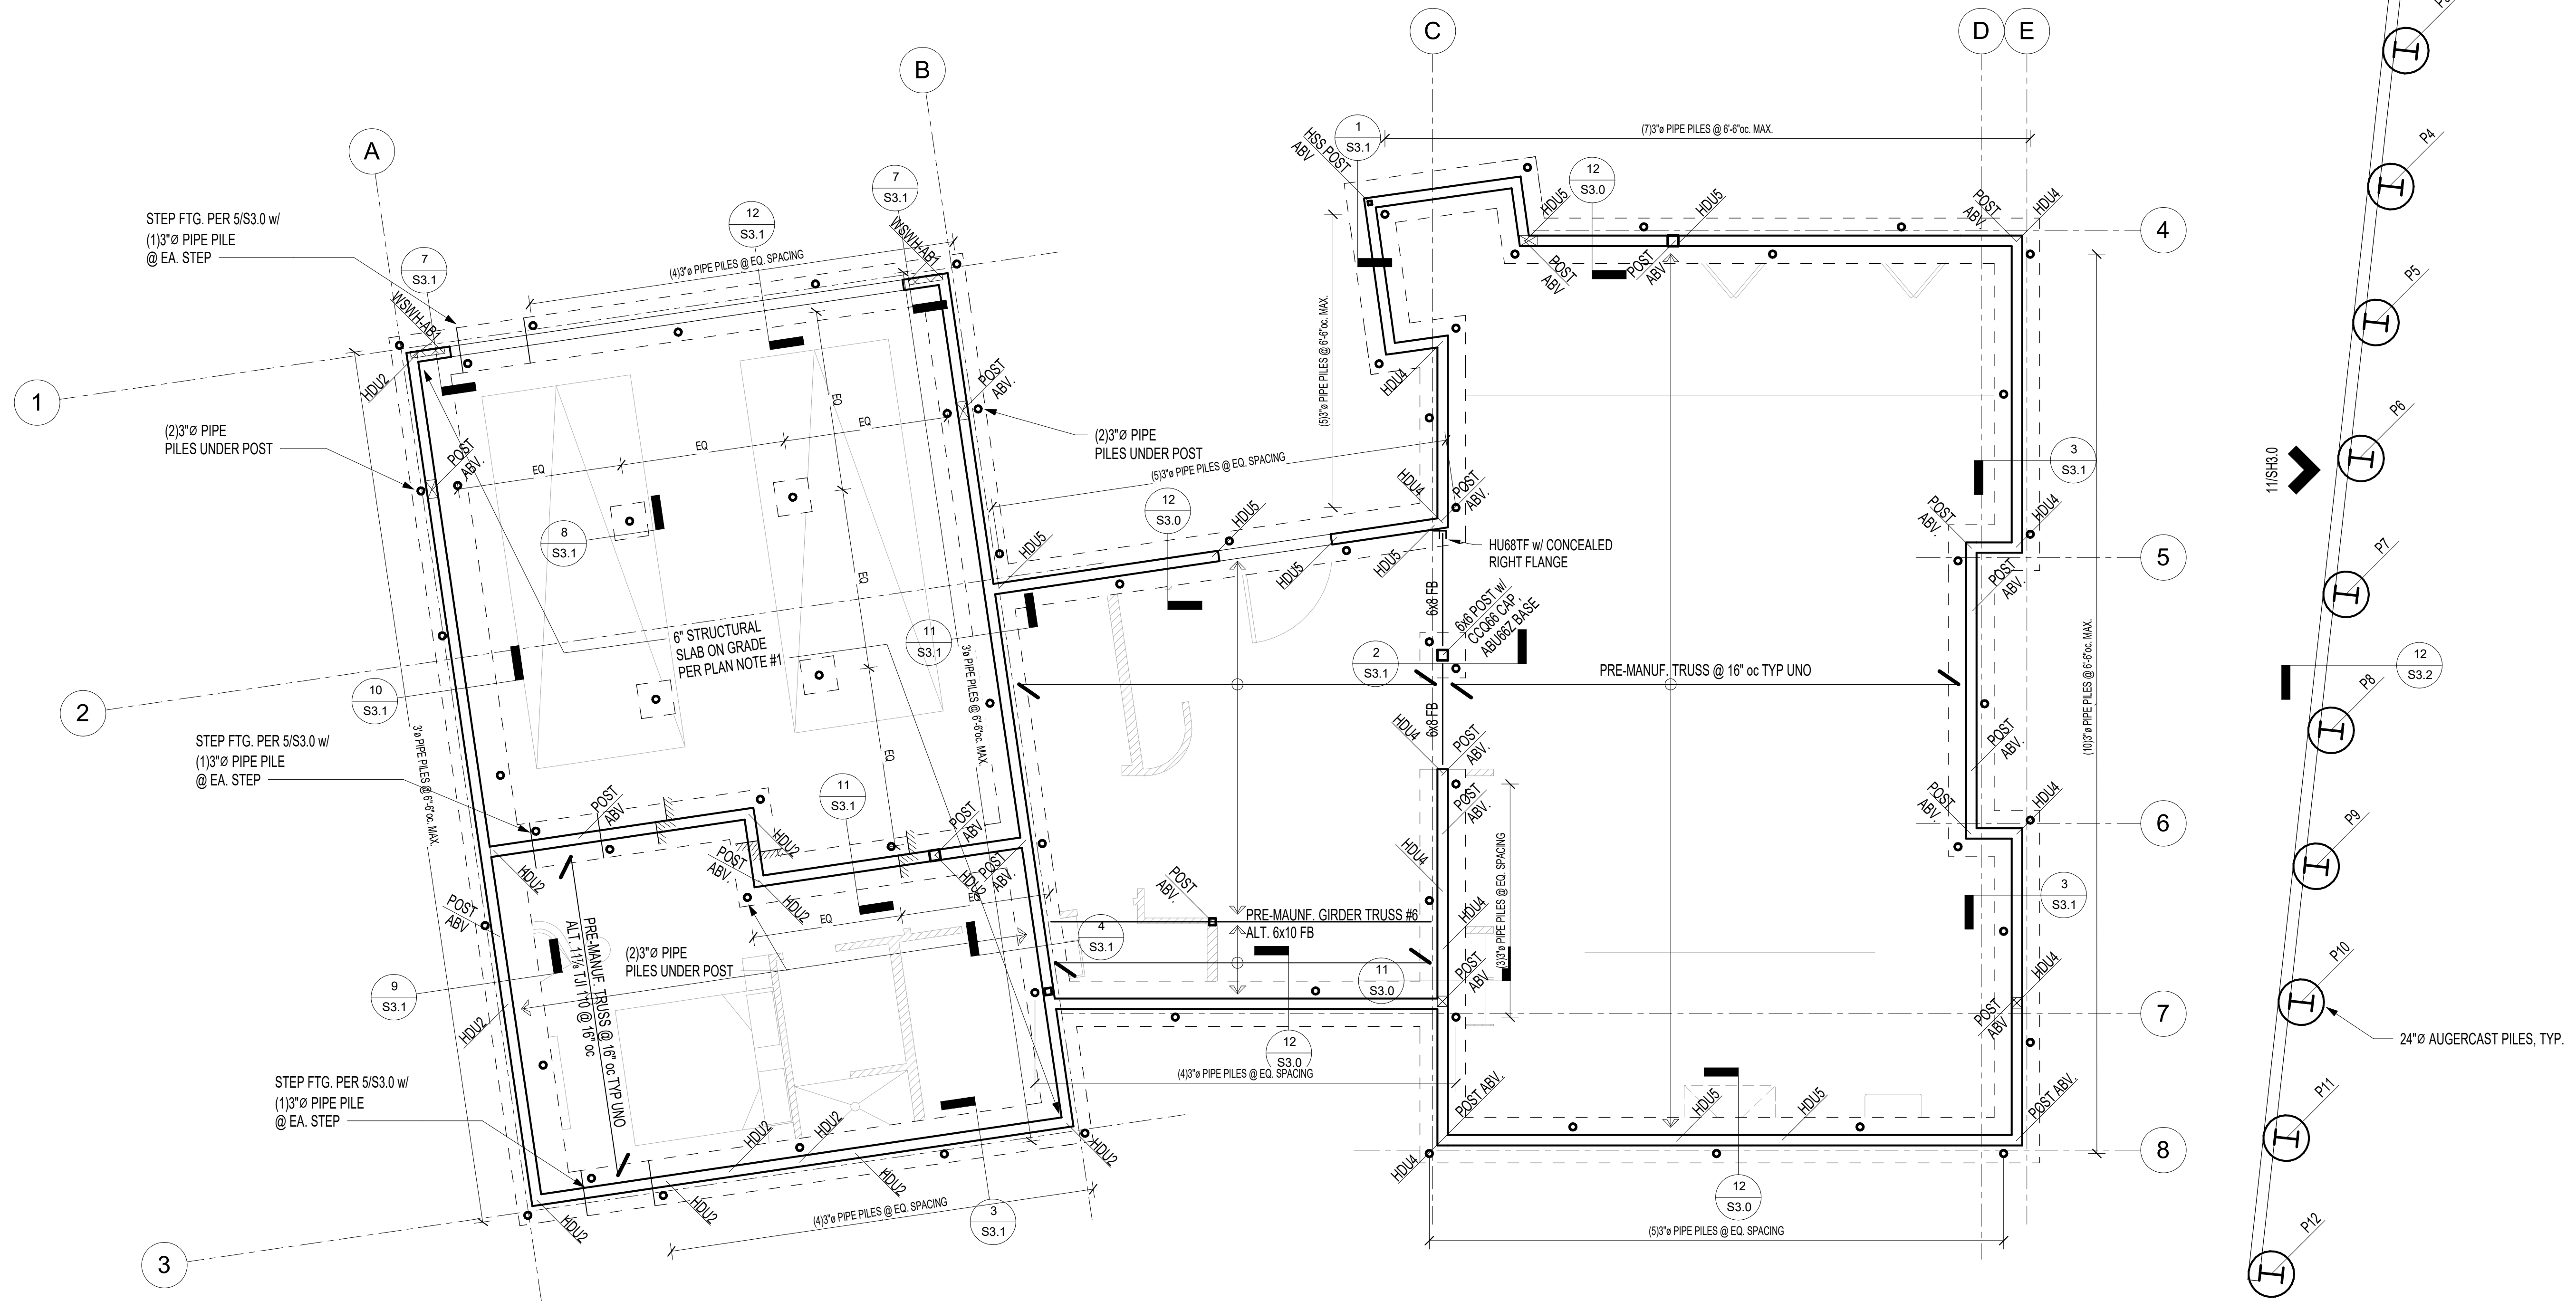 A
B
C
D
E
1
2
3
4
5
6
7
8
STEP FTG. PER 5/S3.0 w/
(1)3"Ø PIPE PILE
@ EA. STEP
7
S3.1
12
S3.1
7
S3.1
WSWH-AB1
WSWH-AB1
(4)3"ø PIPE PILES @ EQ. SPACING
HDU2
(2)3"Ø PIPE
PILES UNDER POST
POST
ABV.
POST
ABV.
(2)3"Ø PIPE
PILES UNDER POST
EQ
EQ
EQ
EQ
EQ
EQ
8
S3.1
6" STRUCTURAL
SLAB ON GRADE
PER PLAN NOTE #1
11
S3.1
10
S3.1
3"ø PIPE PILES @ 6'-6"oc. MAX.
3"ø PIPE PILES @ 6'-6"oc. MAX.
STEP FTG. PER 5/S3.0 w/
(1)3"Ø PIPE PILE
@ EA. STEP
POST
ABV
11
S3.1
POST
ABV
HDU2
HDU2
POST
ABV.
HDU2
HDU2
POST
ABV.
EQ
EQ
POST
ABV
9
S3.1
HDU2
(2)3"Ø PIPE
PILES UNDER POST
PRE-MANUF. TRUSS @ 16" oc TYP UNO
ALT. 11⅞ TJI 110 @ 16" oc
4
S3.1
STEP FTG. PER 5/S3.0 w/
(1)3"Ø PIPE PILE
@ EA. STEP
HDU2
HDU2
HDU2
HDU2
HDU2
HDU2
(4)3"ø PIPE PILES @ EQ. SPACING
3
S3.1
HSS POST
ABV
1
S3.1
(7)3"ø PIPE PILES @ 6'-6"oc. MAX.
12
S3.0
HDU5
POST
ABV
HDU5
POST
ABV
POST
ABV
HDU4
(5)3"ø PIPE PILES @ 6'-6"oc. MAX.
HDU4
(5)3"ø PIPE PILES @ EQ. SPACING
12
S3.0
HDU5
HDU5
HDU5
HDU5
HDU4
POST
ABV.
HU68TF w/ CONCEALED
RIGHT FLANGE
6x8 FB
6x6 POST w/
CCQ66 CAP ,
ABU66Z BASE
2
S3.1
6x8 FB
PRE-MANUF. TRUSS @ 16" oc TYP UNO
3
S3.1
POST
ABV.
HDU4
POST
ABV.
POST
ABV.
POST
ABV.
HDU4
(10)3"ø PIPE PILES @ 6'-6"oc. MAX.
HDU4
POST
ABV.
POST
ABV.
HDU4
HDU4
(3)3"ø PIPE PILES @ EQ. SPACING
POST
ABV.
PRE-MAUNF. GIRDER TRUSS #6
ALT. 6x10 FB
POST
ABV
11
S3.0
12
S3.0
(4)3"ø PIPE PILES @ EQ. SPACING
3
S3.1
HDU4
POST
ABV
POST ABV.
HDU5
HDU5
POST ABV.
HDU4
12
S3.0
(5)3"ø PIPE PILES @ EQ. SPACING
P4
P5
P6
11/SH3.0
P7
12
S3.2
P8
P9
P10
24"Ø AUGERCAST PILES, TYP.
P11
P12